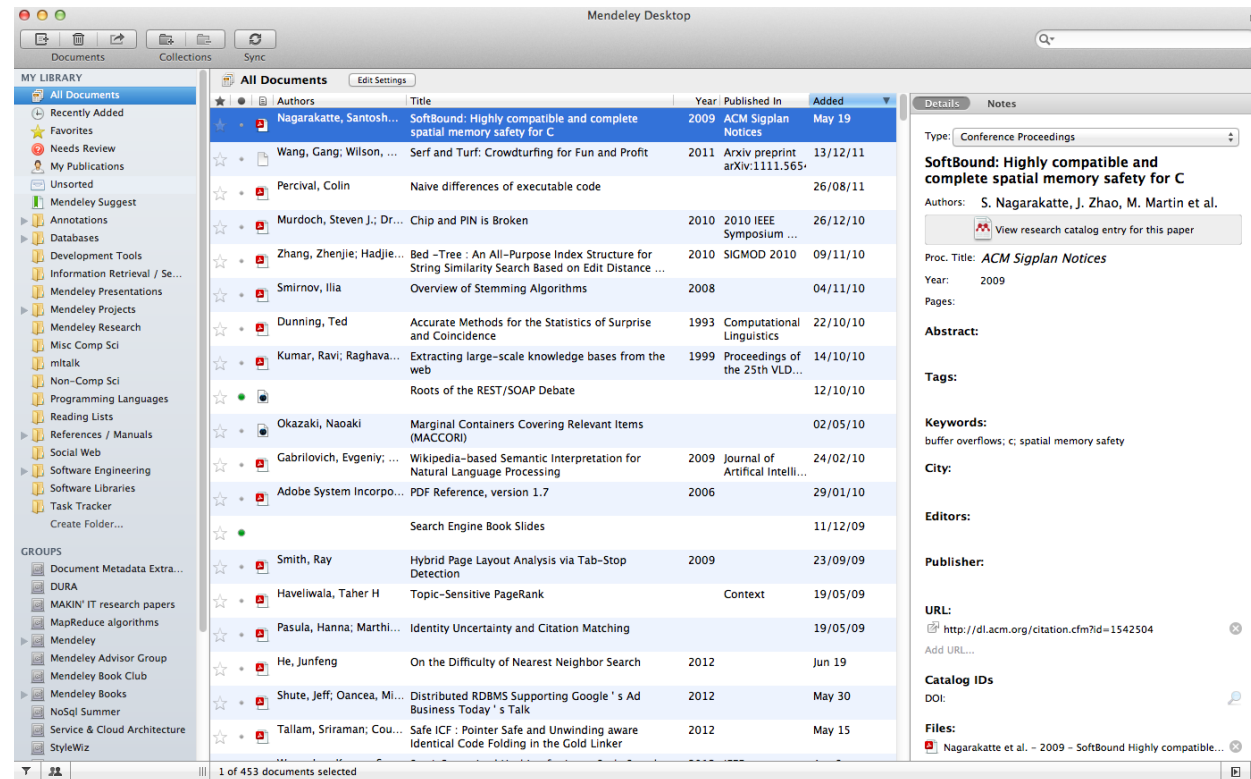 Mendeley Desktop
Documents Collections Sync
MY LIBRARY
All Documents
Recently Added
Favorites
Needs Review
My Publications
Unsorted
Mendeley Suggest
Annotations
Databases
Development Tools
Information Retrieval / Se...
Mendeley Presentations
Mendeley Projects
Mendeley Research
Misc Comp Sci
mltalk
Non-Comp Sci
Programming Languages
Reading Lists
References / Manuals
Social Web
Software Engineering
Software Libraries
Task Tracker
Create Folder...
GROUPS
Document Metadata Extra...
DURA
MAKIN' IT research papers
MapReduce algorithms
Mendeley
Mendeley Advisor Group
Mendeley Book Club
Mendeley Books
NoSql Summer
Service & Cloud Architecture
StyleWiz
All Documents Edit Settings
Authors Title Year Published In Added
Nagarakatte, Santosh... SoftBound: Highly compatible and complete 2009 ACM Sigplan May 19
spatial memory safety for C Notices
Wang, Gang; Wilson, ... Serf and Turf: Crowdturfing for Fun and Profit 2011 Arxiv preprint 13/12/11
arXiv:1111.565
Percival, Colin Naive differences of executable code 26/08/11
Murdoch, Steven J.; Dr... Chip and PIN is Broken 2010 2010 IEEE 26/12/10
Symposium ...
Zhang, Zhenjie; Hadjie... Bed -Tree : An All-Purpose Index Structure for 2010 SIGMOD 2010 09/11/10
String Similarity Search Based on Edit Distance ...
Smirnov, Ilia Overview of Stemming Algorithms 2008 04/11/10
Dunning, Ted Accurate Methods for the Statistics of Surprise 1993 Computational 22/10/10
and Coincidence Linguistics
Kumar, Ravi; Raghava... Extracting large-scale knowledge bases from the 1999 Proceedings of 14/10/10
web the 25th VLD...
Roots of the REST/SOAP Debate 12/10/10
Okazaki, Naoaki Marginal Containers Covering Relevant Items 02/05/10
(MACCORI)
Gabrilovich, Evgeniy; ... Wikipedia-based Semantic Interpretation for 2009 Journal of 24/02/10
Natural Language Processing Artifical Intelli...
Adobe System Incorpo... PDF Reference, version 1.7 2006 29/01/10
Search Engine Book Slides 11/12/09
Smith, Ray Hybrid Page Layout Analysis via Tab-Stop 2009 23/09/09
Detection
Haveliwala, Taher H Topic-Sensitive PageRank Context 19/05/09
Pasula, Hanna; Marthi... Identity Uncertainty and Citation Matching 19/05/09
He, Junfeng On the Difficulty of Nearest Neighbor Search 2012 Jun 19
Shute, Jeff; Oancea, Mi... Distributed RDBMS Supporting Google ' s Ad 2012 May 30
Business Today ' s Talk
Tallam, Sriraman; Cou... Safe ICF : Pointer Safe and Unwinding aware 2012 May 15
Identical Code Folding in the Gold Linker
1 of 453 documents selected
Details Notes
Type: Conference Proceedings
SoftBound: Highly compatible and
complete spatial memory safety for C
Authors: S. Nagarakatte, J. Zhao, M. Martin et al.
View research catalog entry for this paper
Proc. Title: ACM Sigplan Notices
Year: 2009
Pages:
Abstract:
Tags:
Keywords:
buffer overflows; c; spatial memory safety
City:
Editors:
Publisher:
URL:
http://dl.acm.org/citation.cfm?id=1542504
Add URL...
Catalog IDs
DOI:
Files:
Nagarakatte et al. - 2009 - SoftBound Highly compatible...